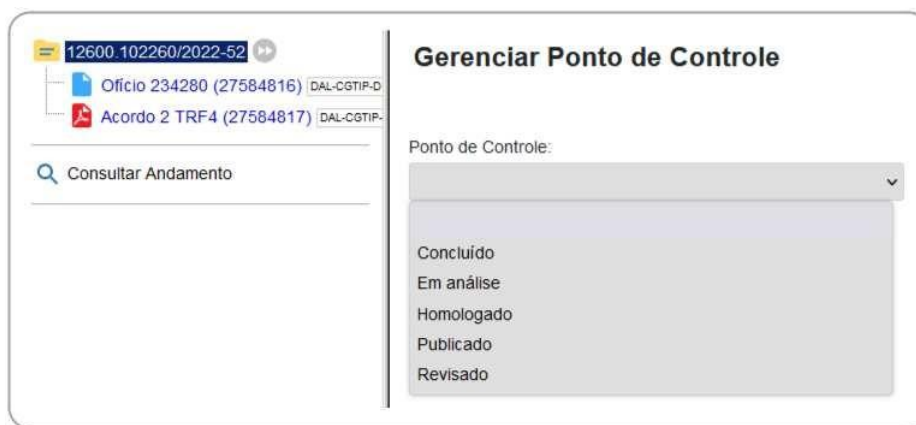 12600.102260/2022-52
Ofício 234280 (27584816) DAL-CGTIP-D
Acordo 2 TRF4 (27584817) DAL-CGTIP-
Consultar Andamento
Gerenciar Ponto de Controle
Ponto de Controle:
Concluído
Em análise
Homologado
Publicado
Revisado